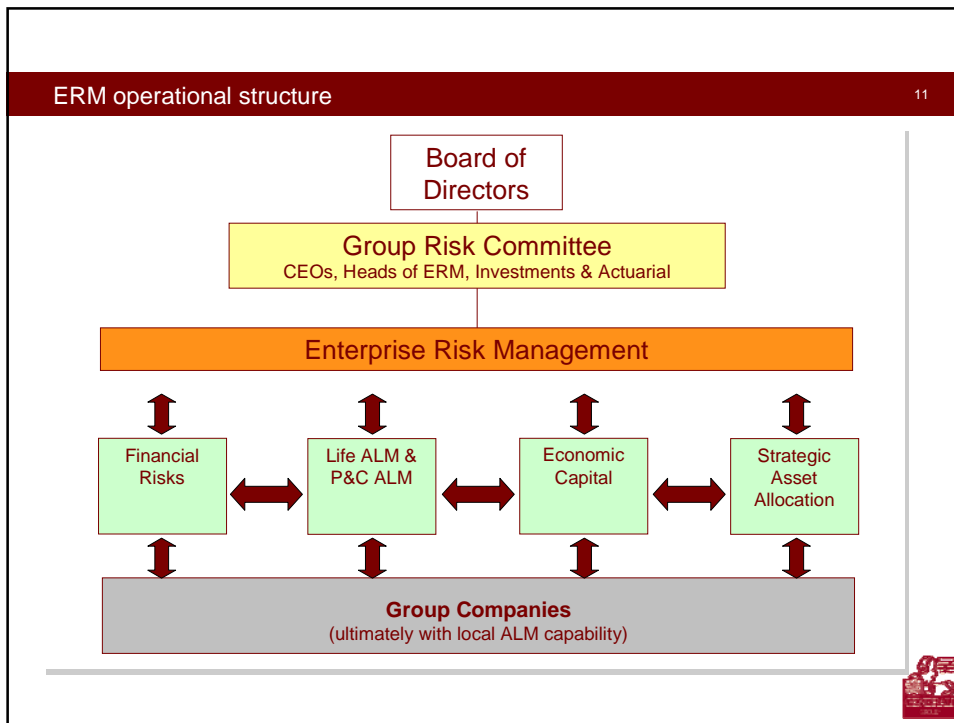 ERM operational structure
11
Board of
Directors
Group Risk Committee
CEOs, Heads of ERM, Investments & Actuarial
Enterprise Risk Management
Financial
Risks
Life ALM &
P&C ALM
Economic
Capital
Strategic
Asset
Allocation
Group Companies
(ultimately with local ALM capability)